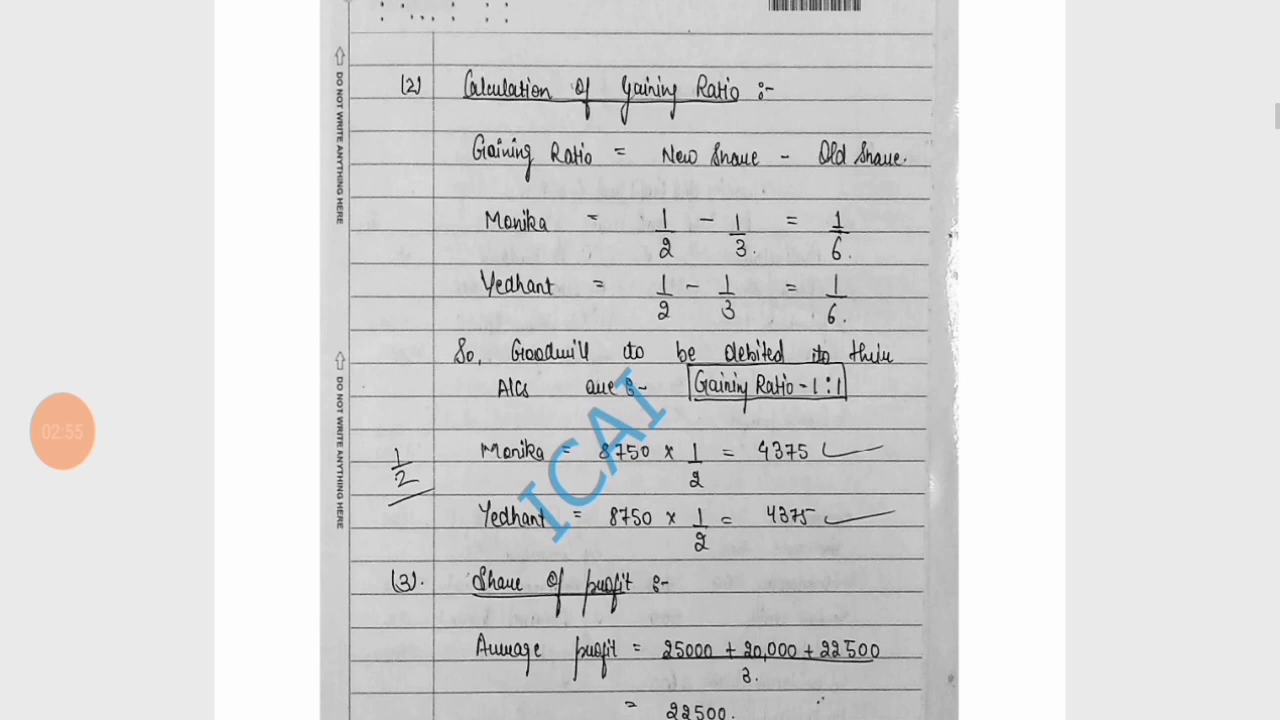 (2) Calculation of Gaining Ratio :-
Gaining Ratio = New Share - Old Share.
Monika = 1/2 - 1/3. = 1/6.
Yedhant = 1/2 - 1/3 = 1/6.
So, Goodwill to be debited to their
A/Cs are :- Gaining Ratio - 1 : 1
Monika = 8750 × 1/2 = 4375
1/2
Yedhant = 8750 × 1/2 = 4375
(3). Share of profit :-
Average profit = 25000 + 20,000 + 22500 / 3.
= 22500.
DO NOT WRITE ANYTHING HERE
DO NOT WRITE ANYTHING HERE
02:55
ICAI